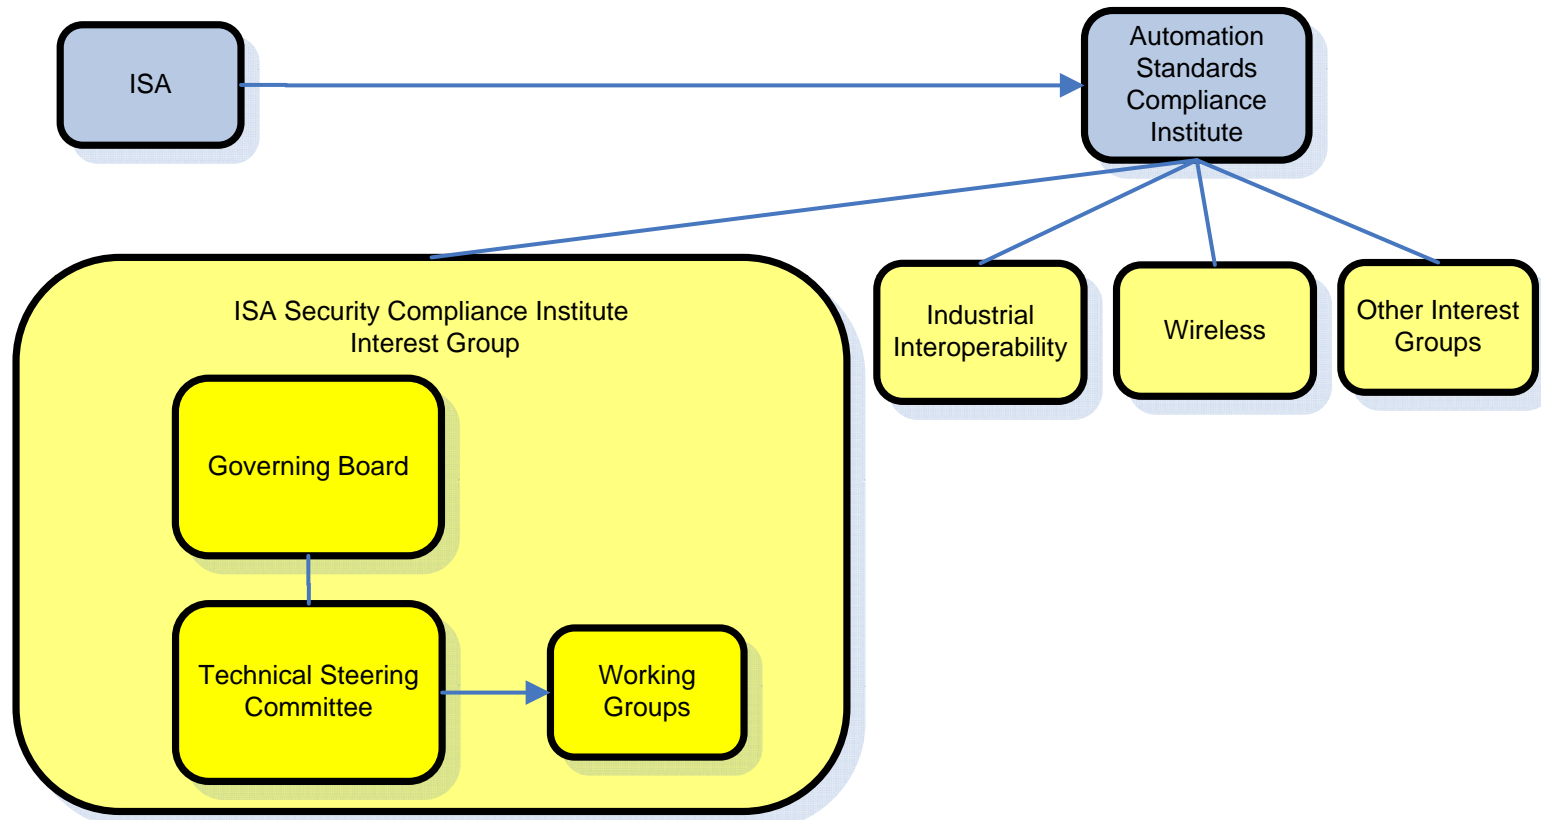 ISA
Automation
Standards
Compliance
Institute
ISA Security Compliance Institute
Interest Group
Industrial
Interoperability
Wireless
Other Interest
Groups
Governing Board
Technical Steering
Committee
Working
Groups